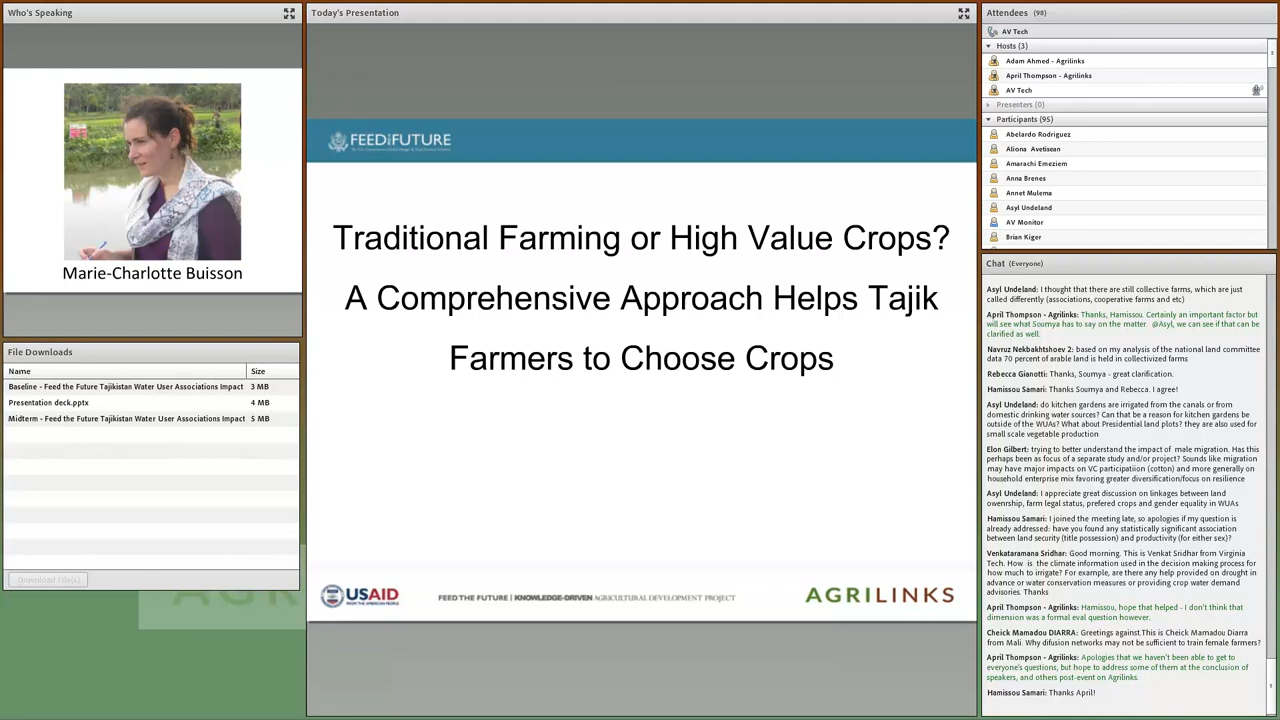 Who's Speaking
Marie-Charlotte Buisson
File Downloads
Name Size
Baseline - Feed the Future Tajikistan Water User Associations Impact 3 MB
Presentation deck.pptx 4 MB
Midterm - Feed the Future Tajikistan Water User Associations Impact 5 MB
Download File(s)
Today's Presentation
FEED THE FUTURE
Traditional Farming or High Value Crops?
A Comprehensive Approach Helps Tajik
Farmers to Choose Crops
USAID
FROM THE AMERICAN PEOPLE
FEED THE FUTURE | KNOWLEDGE-DRIVEN AGRICULTURAL DEVELOPMENT PROJECT
AGRILINKS
Attendees (98)
AV Tech
Hosts (3)
Adam Ahmed - Agrilinks
April Thompson - Agrilinks
AV Tech
Presenters (0)
Participants (95)
Abelardo Rodriguez
Aliona Avetisean
Amarachi Emeziem
Anna Brenes
Annet Mulema
Asyl Undeland
AV Monitor
Brian Kiger
Chat (Everyone)
Asyl Undeland: I thought that there are still collective farms, which are just
called differently (associations, cooperative farms and etc)
April Thompson - Agrilinks: Thanks, Hamissou. Certainly an important factor but
will see what Soumya has to say on the matter. @Asyl, we can see if that can be
clarified as well.
Navruz Nekbakhtshoev 2: based on my analysis of the national land committee
data 70 percent of arable land is held in collectivized farms
Rebecca Gianotti: Thanks, Soumya - great clarification.
Hamissou Samari: Thanks Soumya and Rebecca. I agree!
Asyl Undeland: do kitchen gardens are irrigated from the canals or from
domestic drinking water sources? Can that be a reason for kitchen gardens be
outside of the WUAs? What about Presidential land plots? they are also used for
small scale vegetable production
Elon Gilbert: trying to better understand the impact of male migration. Has this
perhaps been as focus of a separate study and/or project? Sounds like migration
may have major impacts on VC participatiion (cotton) and more generally on
household enterprise mix favoring greater diversification/focus on resilience
Asyl Undeland: I appreciate great discussion on linkages between land
ownership, farm legal status, prefered crops and gender equality in WUAs
Hamissou Samari: I joined the meeting late, so apologies if my question is
already addressed: have you found any statistically significant association
between land security (title possession) and productivity (for either sex)?
Venkataramana Sridhar: Good morning. This is Venkat Sridhar from Virginia
Tech. How is the climate information used in the decision making process for
how much to irrigate? For example, are there any help provided on drought in
advance or water conservation measures or providing crop water demand
advisories. Thanks
April Thompson - Agrilinks: Hamissou, hope that helped - I don't think that
dimension was a formal eval question however.
Cheick Mamadou DIARRA: Greetings against.This is Cheick Mamadou Diarra
from Mali. Why difusion networks may not be sufficient to train female farmers?
April Thompson - Agrilinks: Apologies that we haven't been able to get to
everyone's questions, but hope to address some of them at the conclusion of
speakers, and others post-event on Agrilinks.
Hamissou Samari: Thanks April!